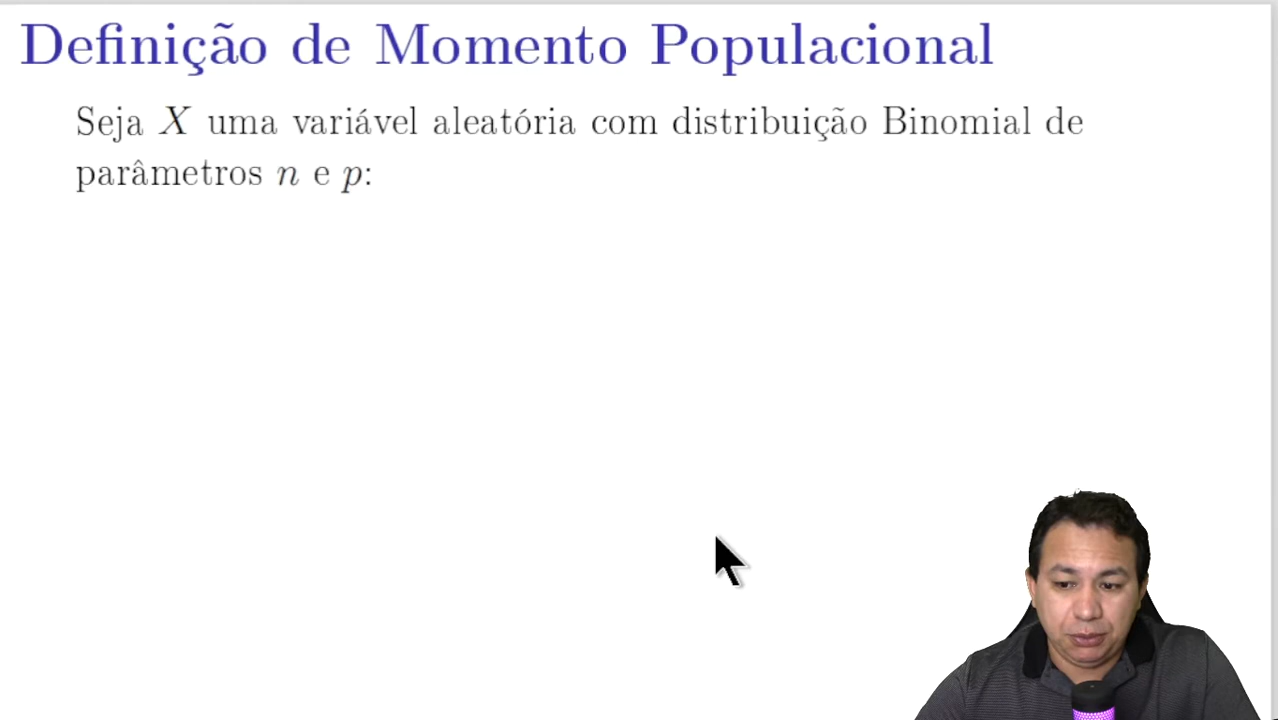 Definição de Momento Populacional
Seja X uma variável aleatória com distribuição Binomial de
parâmetros n e p: